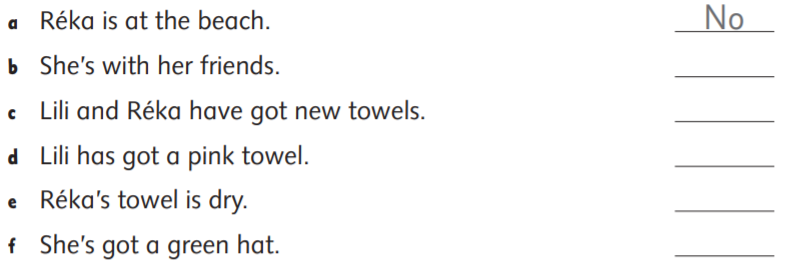 a Réka is at the beach. No
b She's with her friends.
c Lili and Réka have got new towels.
d Lili has got a pink towel.
e Réka's towel is dry.
f She's got a green hat.